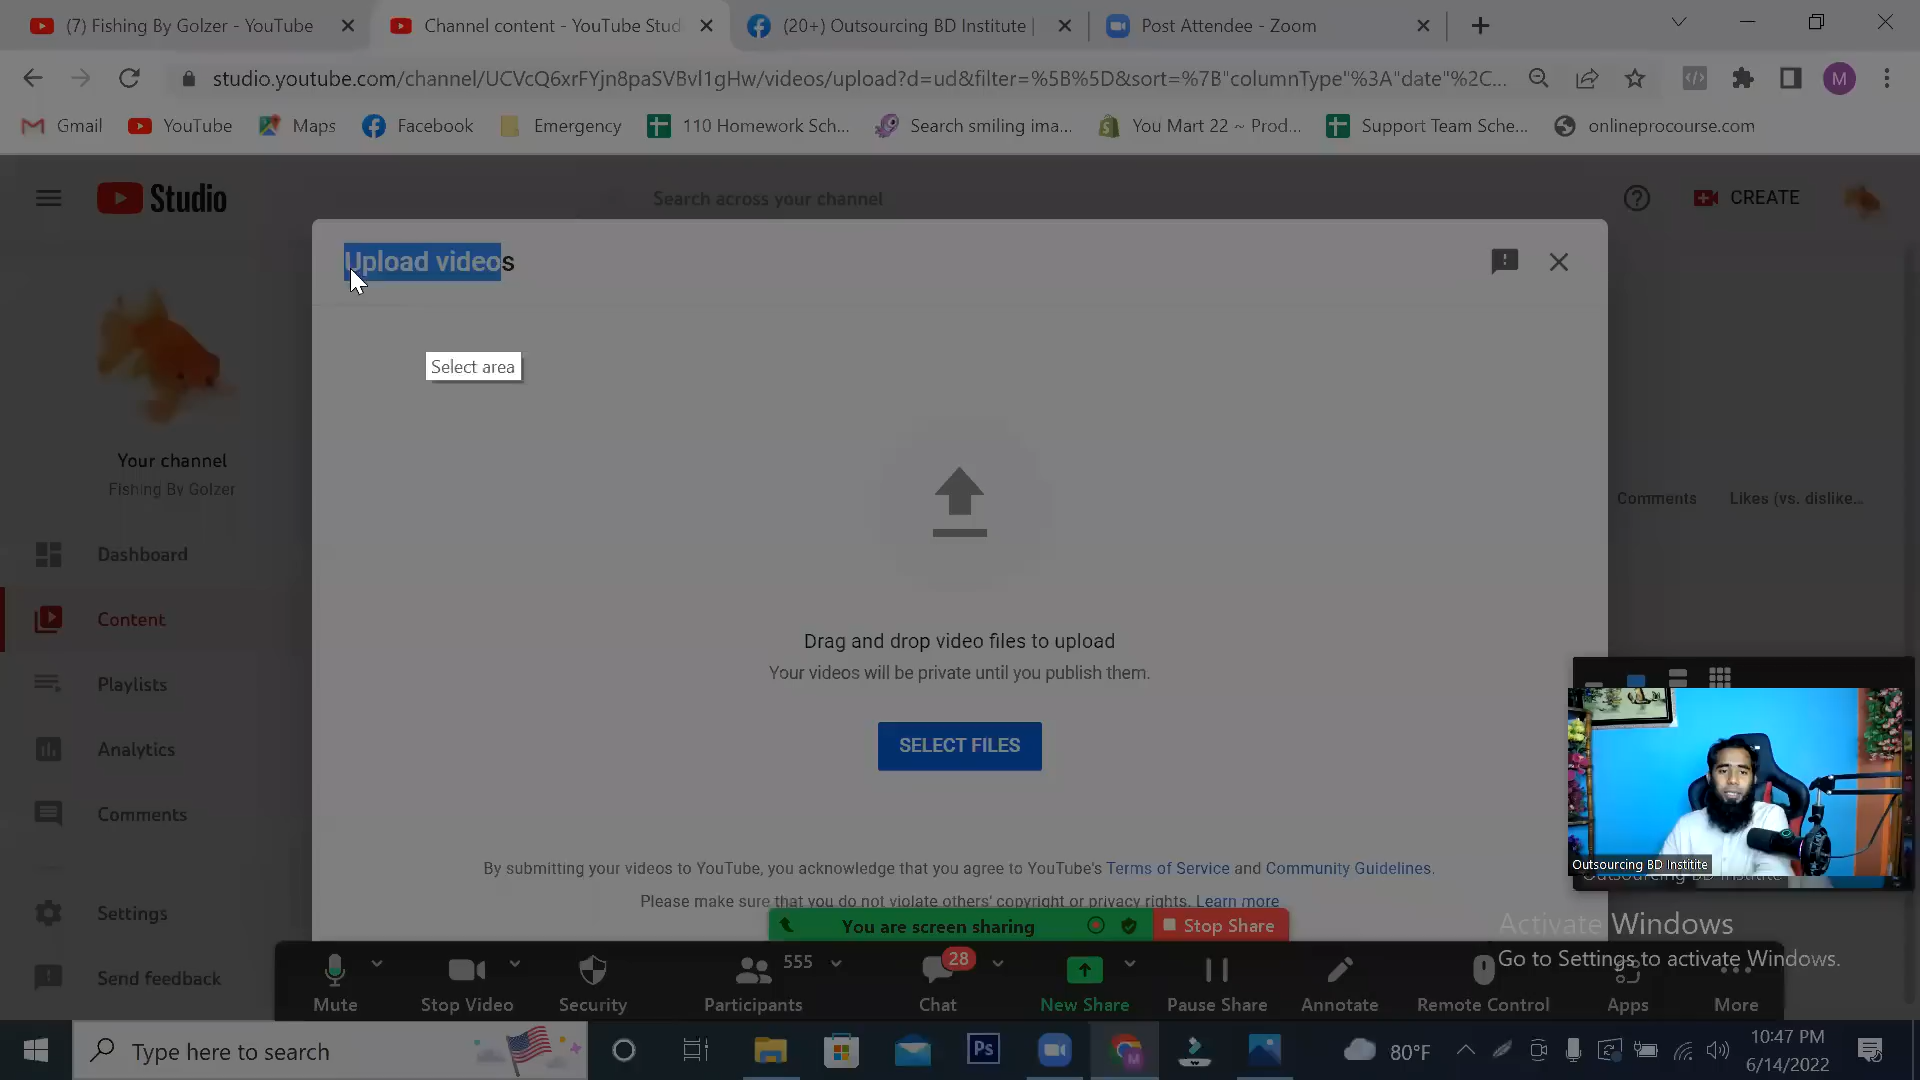 (7) Fishing By Golzer - YouTube
Channel content - YouTube Stud
(20+) Outsourcing BD Institute |
Post Attendee - Zoom
studio.youtube.com/channel/UCVcQ6xrFYjn8paSVBvl1gHw/videos/upload?d=ud&filter=%5B%5D&sort=%7B"columnType"%3A"date"%2C...
M
Gmail
YouTube
Maps
Facebook
Emergency
110 Homework Sch...
Search smiling ima...
You Mart 22 ~ Prod...
Support Team Sche...
onlineprocourse.com
Studio
Search across your channel
CREATE
Upload videos
Select area
Your channel
Fishing By Golzer
Comments
Likes (vs. dislike...
Dashboard
Content
Playlists
Analytics
Comments
Settings
Send feedback
Drag and drop video files to upload
Your videos will be private until you publish them.
SELECT FILES
By submitting your videos to YouTube, you acknowledge that you agree to YouTube's Terms of Service and Community Guidelines.
Please make sure that you do not violate others' copyright or privacy rights. Learn more
Outsourcing BD Institite
Outsourcing BD Institite
You are screen sharing
Stop Share
Activate Windows
Go to Settings to activate Windows.
555
28
Mute
Stop Video
Security
Participants
Chat
New Share
Pause Share
Annotate
Remote Control
Apps
More
Type here to search
Ps
M
80°F
10:47 PM
6/14/2022